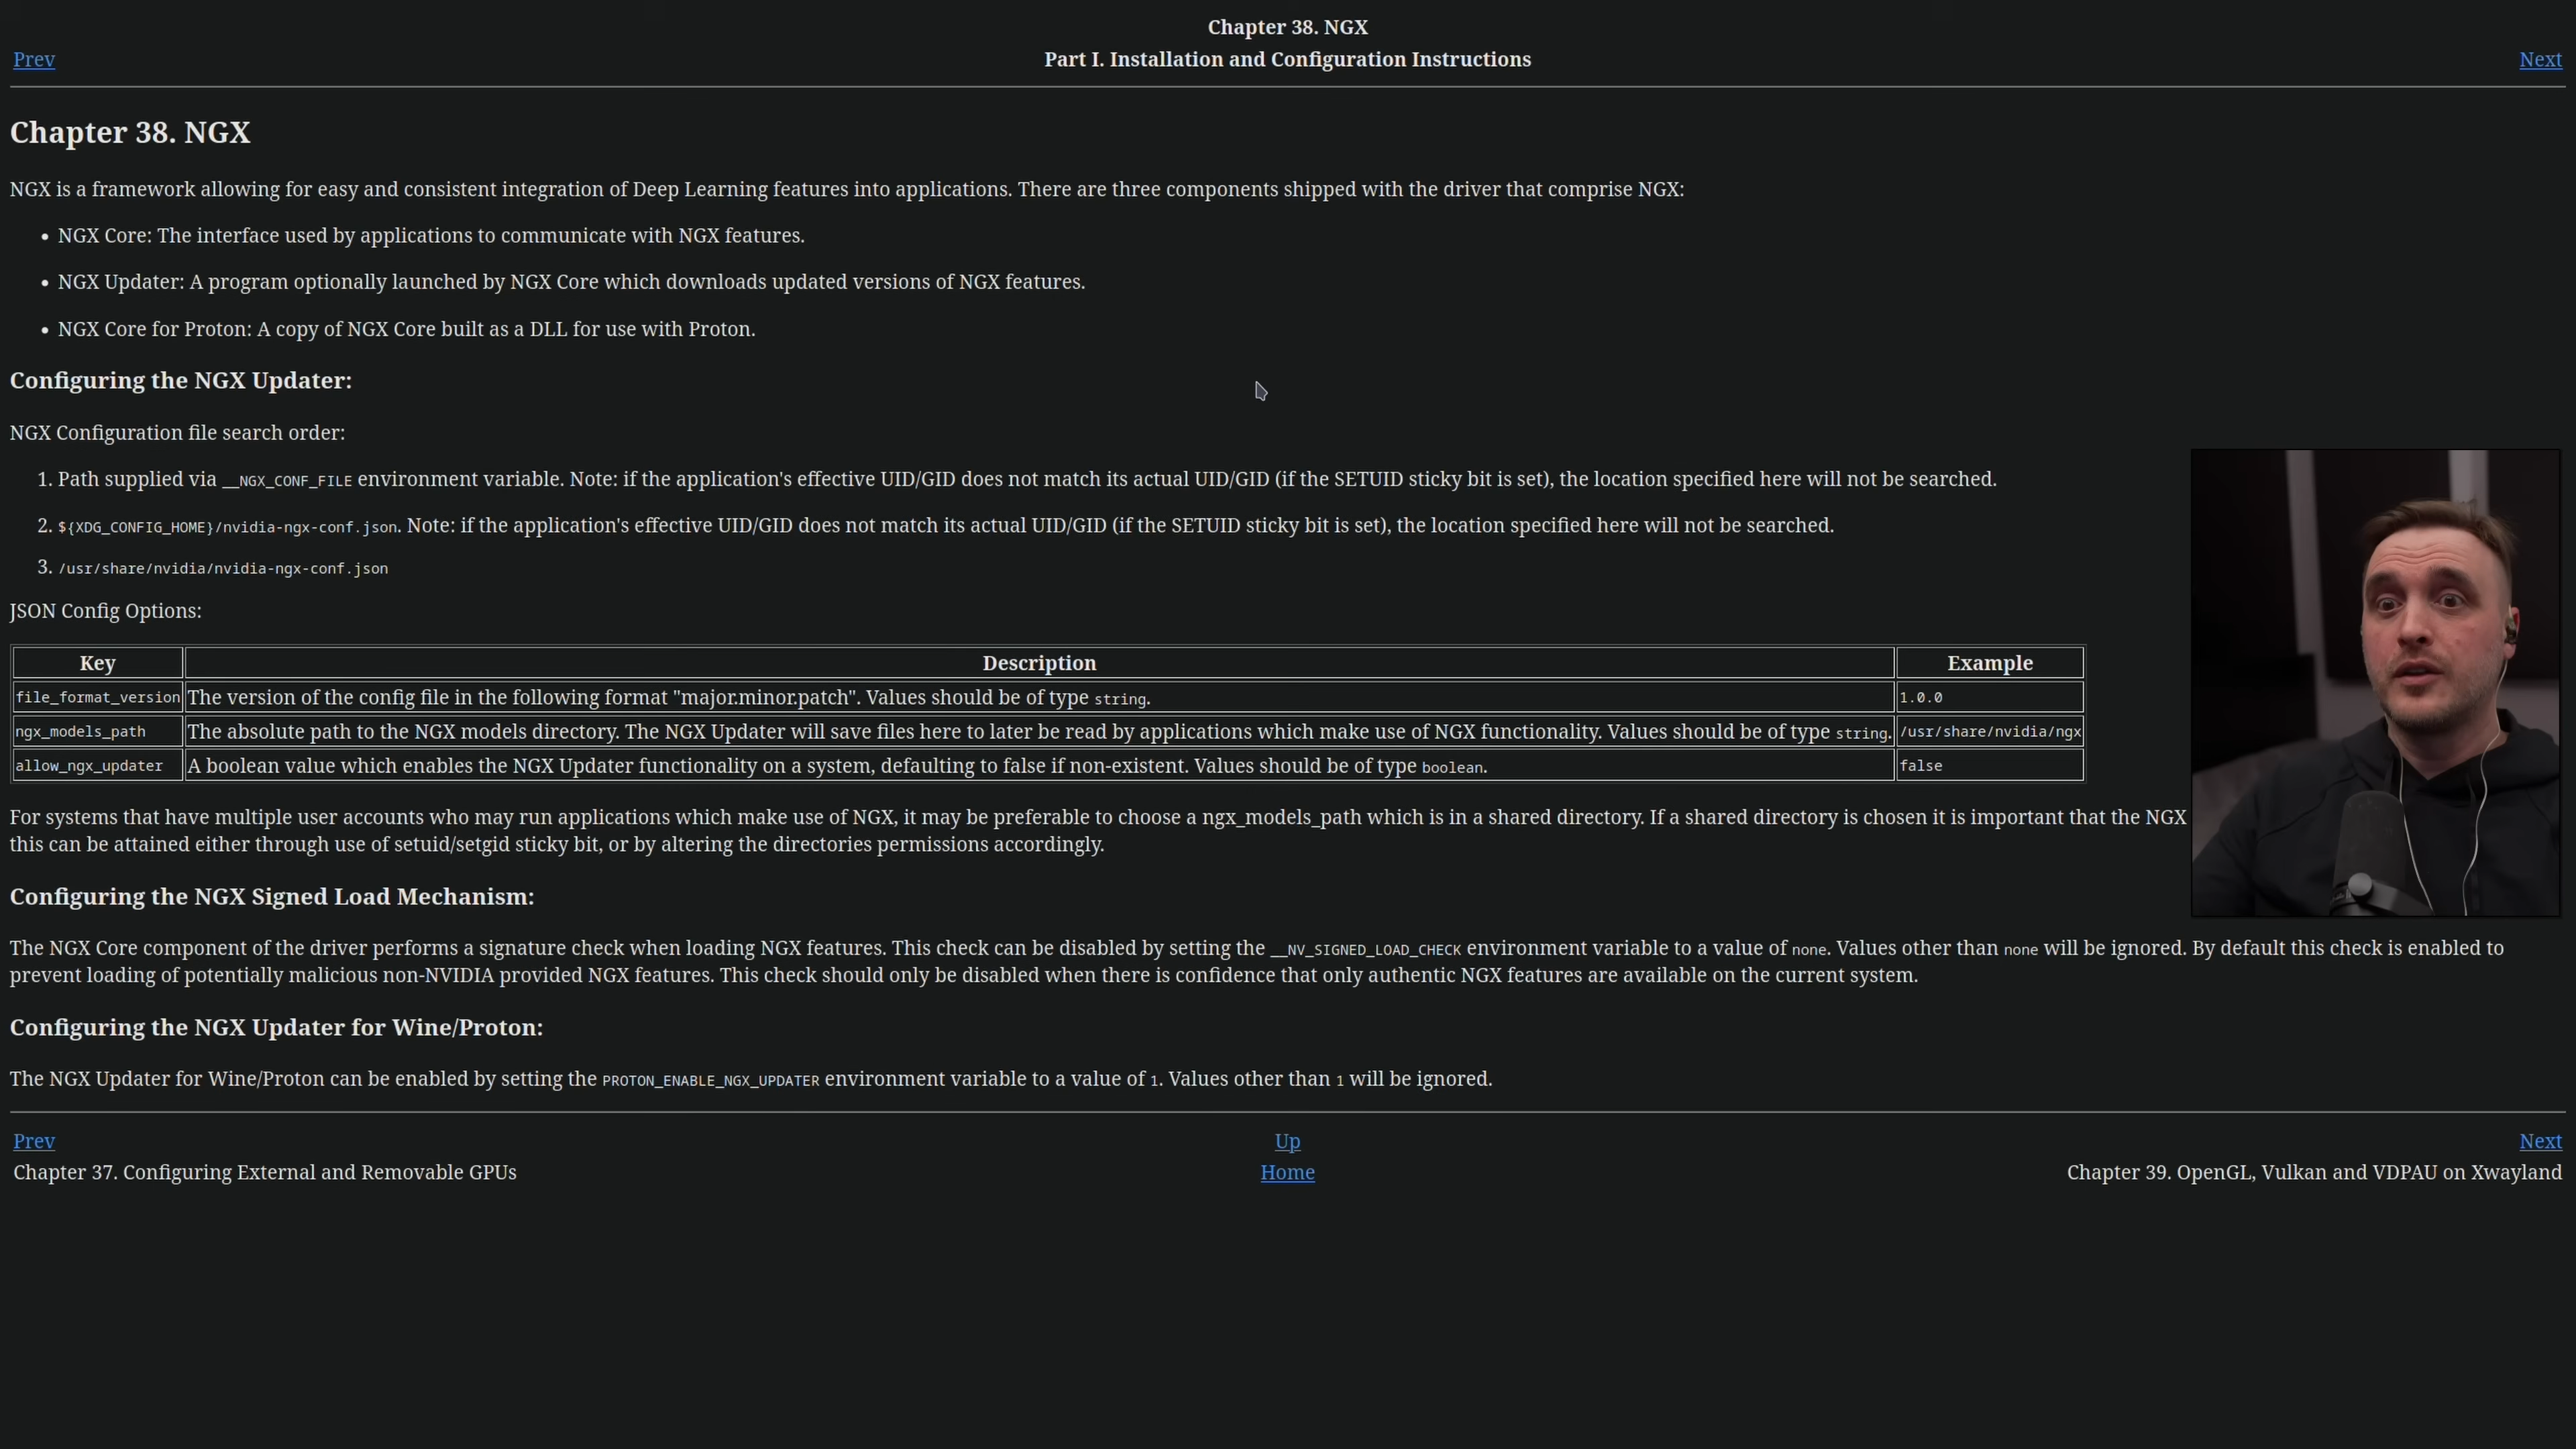 Chapter 38. NGX
Prev
Part I. Installation and Configuration Instructions
Next
Chapter 38. NGX
NGX is a framework allowing for easy and consistent integration of Deep Learning features into applications. There are three components shipped with the driver that comprise NGX:
• NGX Core: The interface used by applications to communicate with NGX features.
• NGX Updater: A program optionally launched by NGX Core which downloads updated versions of NGX features.
• NGX Core for Proton: A copy of NGX Core built as a DLL for use with Proton.
Configuring the NGX Updater:
NGX Configuration file search order:
1. Path supplied via __NGX_CONF_FILE environment variable. Note: if the application's effective UID/GID does not match its actual UID/GID (if the SETUID sticky bit is set), the location specified here will not be searched.
2. ${XDG_CONFIG_HOME}/nvidia-ngx-conf.json. Note: if the application's effective UID/GID does not match its actual UID/GID (if the SETUID sticky bit is set), the location specified here will not be searched.
3. /usr/share/nvidia/nvidia-ngx-conf.json
JSON Config Options:
Key Description Example
file_format_version The version of the config file in the following format "major.minor.patch". Values should be of type string. 1.0.0
ngx_models_path The absolute path to the NGX models directory. The NGX Updater will save files here to later be read by applications which make use of NGX functionality. Values should be of type string. /usr/share/nvidia/ngx
allow_ngx_updater A boolean value which enables the NGX Updater functionality on a system, defaulting to false if non-existent. Values should be of type boolean. false
For systems that have multiple user accounts who may run applications which make use of NGX, it may be preferable to choose a ngx_models_path which is in a shared directory. If a shared directory is chosen it is important that the NGX
this can be attained either through use of setuid/setgid sticky bit, or by altering the directories permissions accordingly.
Configuring the NGX Signed Load Mechanism:
The NGX Core component of the driver performs a signature check when loading NGX features. This check can be disabled by setting the __NV_SIGNED_LOAD_CHECK environment variable to a value of none. Values other than none will be ignored. By default this check is enabled to
prevent loading of potentially malicious non-NVIDIA provided NGX features. This check should only be disabled when there is confidence that only authentic NGX features are available on the current system.
Configuring the NGX Updater for Wine/Proton:
The NGX Updater for Wine/Proton can be enabled by setting the PROTON_ENABLE_NGX_UPDATER environment variable to a value of 1. Values other than 1 will be ignored.
Prev
Up
Next
Chapter 37. Configuring External and Removable GPUs
Home
Chapter 39. OpenGL, Vulkan and VDPAU on Xwayland